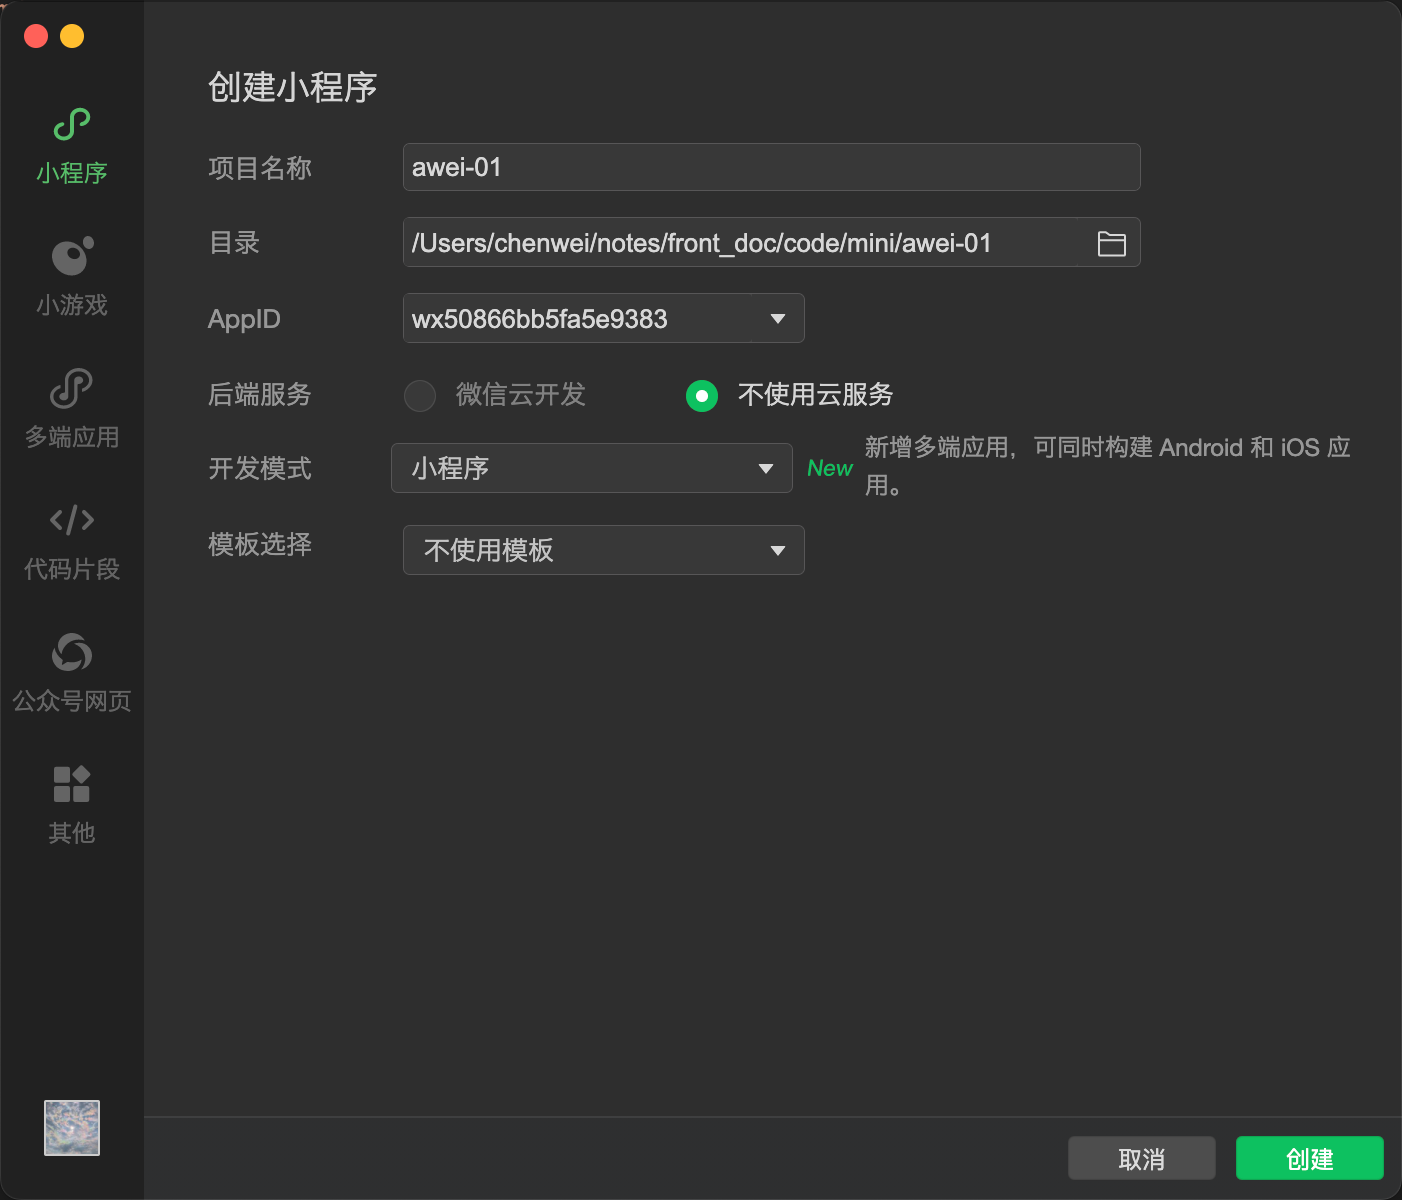 小程序
小游戏
多端应用
代码片段
公众号网页
其他
创建小程序
项目名称
awei-01
目录
/Users/chenwei/notes/front_doc/code/mini/awei-01
AppID
wx50866bb5fa5e9383
后端服务
微信云开发
不使用云服务
开发模式
小程序
New
新增多端应用，可同时构建 Android 和 iOS 应
用。
模板选择
不使用模板
取消
创建